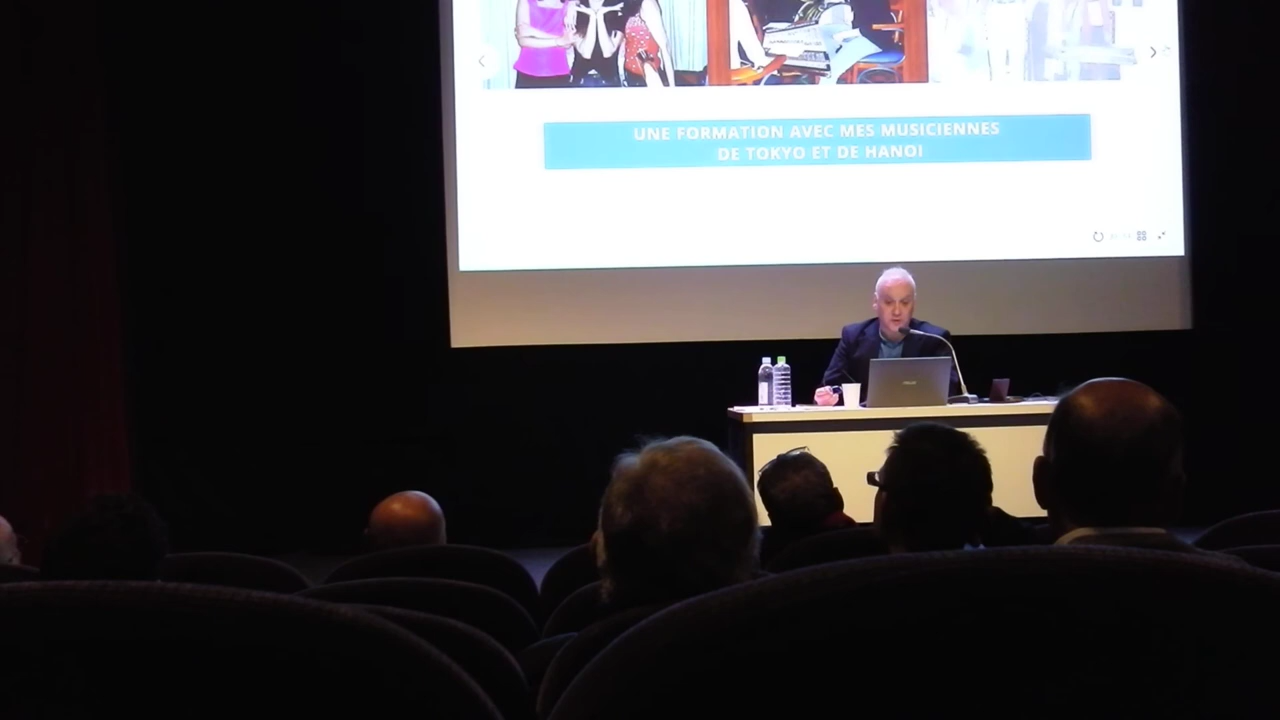 UNE FORMATION AVEC MES MUSICIENNES
DE TOKYO ET DE HANOI